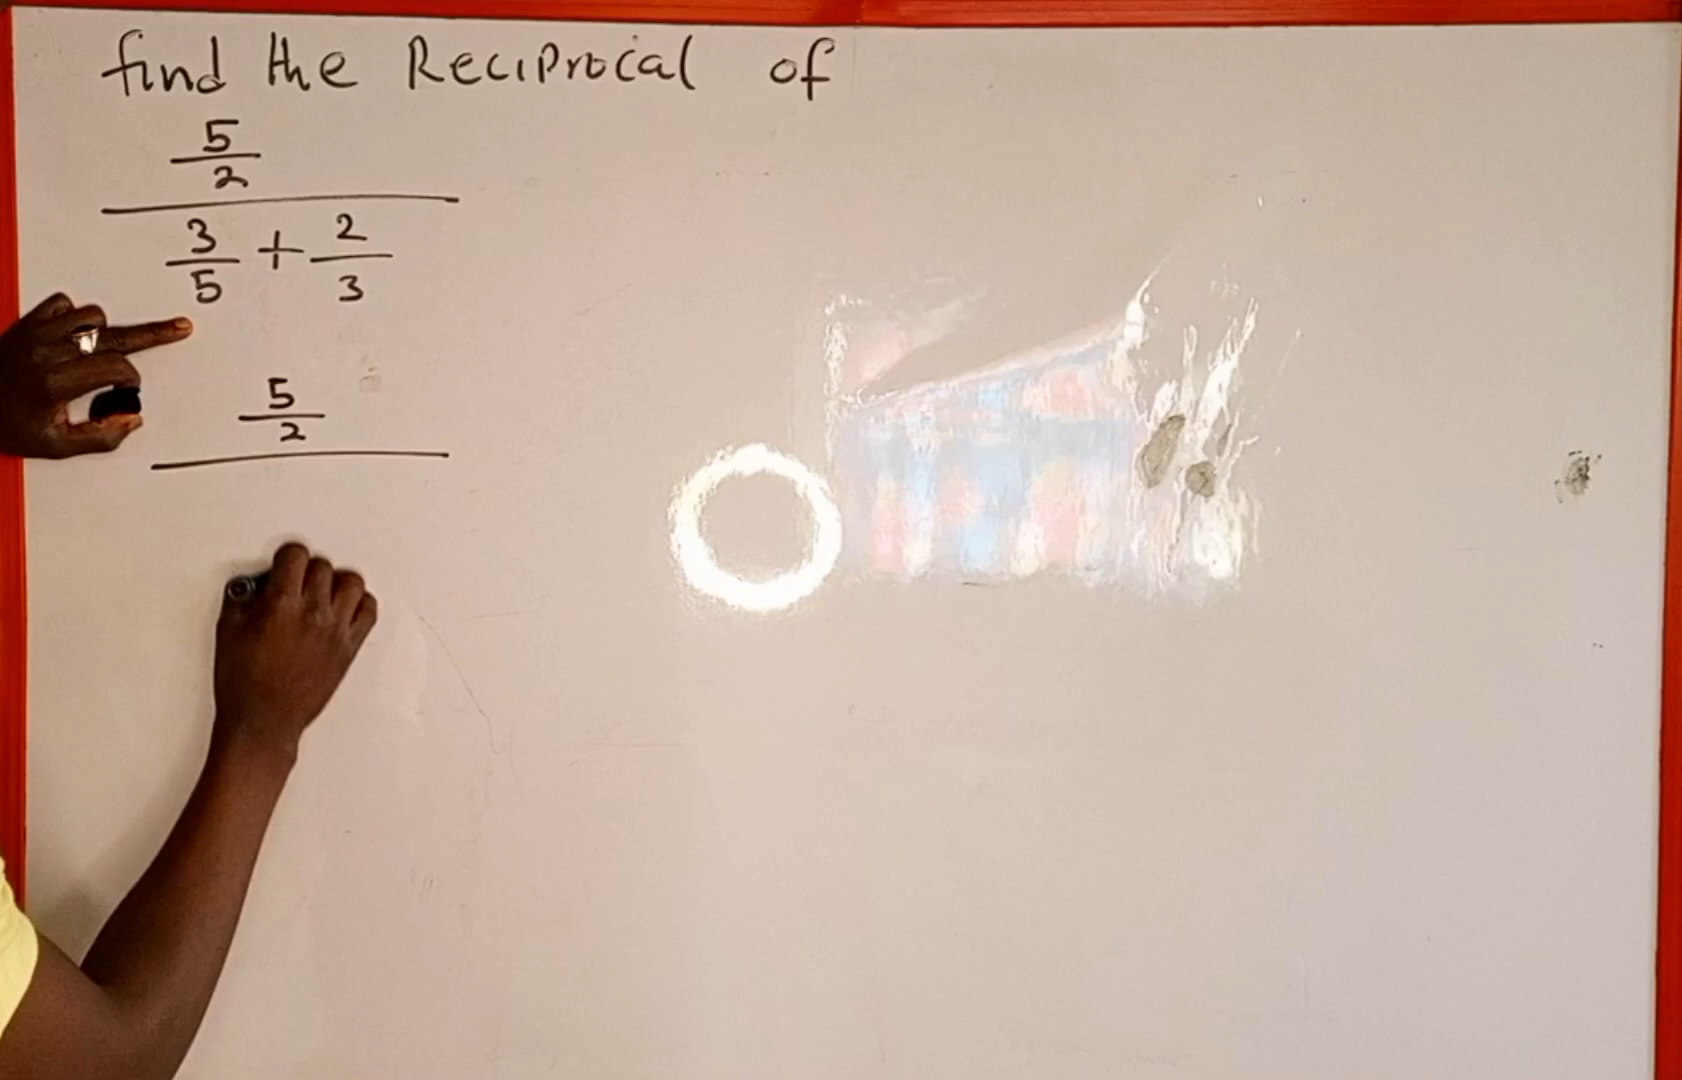 find the Reciprocal of
5/2
3/5 + 2/3
5/2